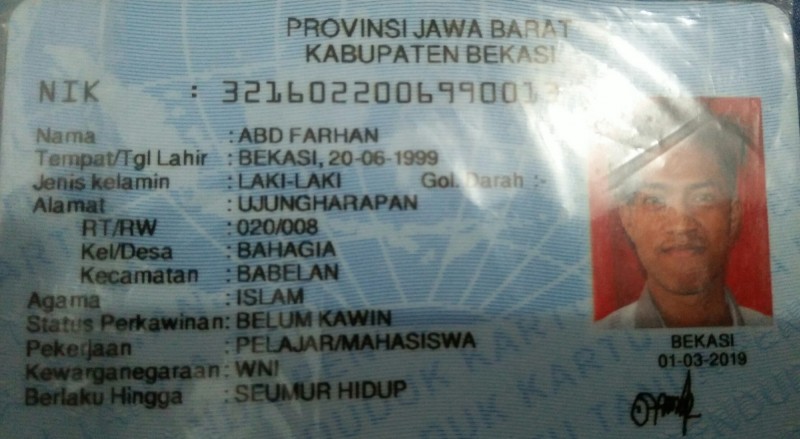 PROVINSI JAWA BARAT
KABUPATEN BEKASI
NIK : 3216022006990013
Nama : ABD FARHAN
Tempat/Tgl Lahir : BEKASI, 20-06-1999
Jenis kelamin : LAKI-LAKI Gol. Darah :-
Alamat : UJUNGHARAPAN
RT/RW : 020/008
Kel/Desa : BAHAGIA
Kecamatan : BABELAN
Agama : ISLAM
Status Perkawinan: BELUM KAWIN
Pekerjaan : PELAJAR/MAHASISWA
Kewarganegaraan: WNI
Berlaku Hingga : SEUMUR HIDUP
BEKASI
01-03-2019